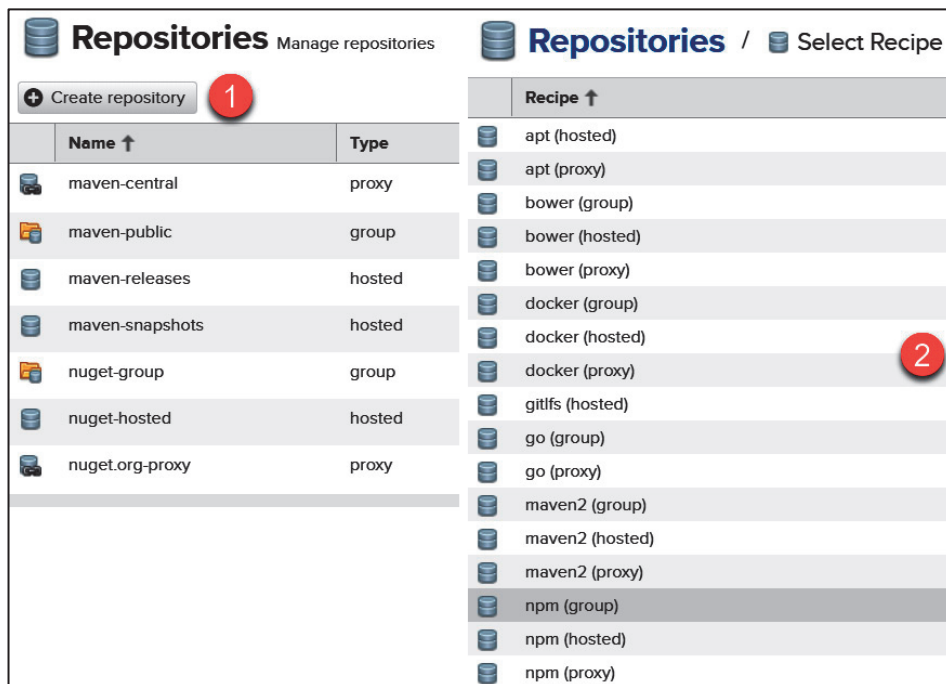 Repositories Manage repositories
Create repository 1
Name Type
maven-central proxy
maven-public group
maven-releases hosted
maven-snapshots hosted
nuget-group group
nuget-hosted hosted
nuget.org-proxy proxy
Repositories / Select Recipe
Recipe
apt (hosted)
apt (proxy)
bower (group)
bower (hosted)
bower (proxy)
docker (group)
docker (hosted)
docker (proxy)
2
gitlfs (hosted)
go (group)
go (proxy)
maven2 (group)
maven2 (hosted)
maven2 (proxy)
npm (group)
npm (hosted)
npm (proxy)